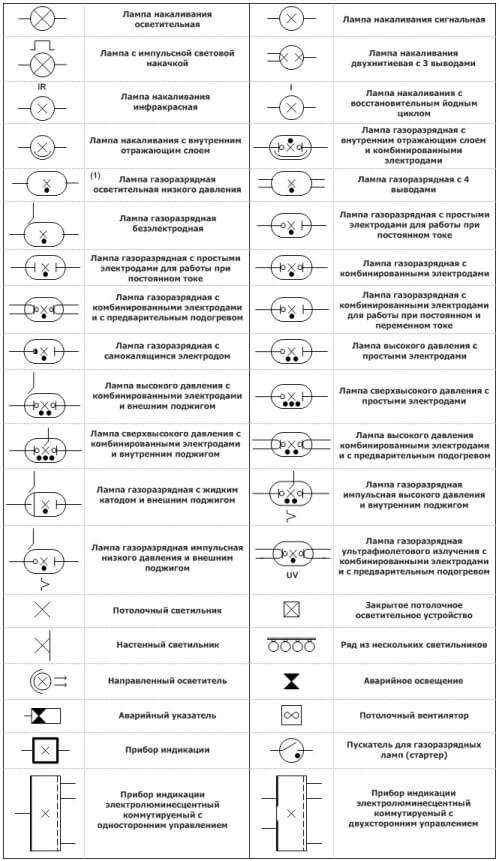 Лампа накаливания
осветительная
Лампа накаливания сигнальная
Лампа с импульсной световой
накачкой
Лампа накаливания
двухнитиевая с 3 выводами
IR
Лампа накаливания
инфракрасная
I
Лампа накаливания с
восстановительным йодным
циклом
Лампа накаливания с внутренним
отражающим слоем
Лампа газоразрядная с
внутренним отражающим слоем
и комбинированными
электродами
(1)
Лампа газоразрядная
осветительная низкого давления
Лампа газоразрядная с 4
выводами
Лампа газоразрядная
безэлектродная
Лампа газоразрядная с простыми
электродами для работы при
постоянном токе
Лампа газоразрядная с простыми
электродами для работы при
постоянном токе
Лампа газоразрядная с
комбинированными электродами
Лампа газоразрядная с
комбинированными электродами
и с предварительным подогревом
Лампа газоразрядная с
комбинированными электродами
для работы при постоянном и
переменном токе
Лампа газоразрядная с
самокалящимся электродом
Лампа высокого давления с
простыми электродами
Лампа высокого давления с
комбинированными электродами
и внешним поджигом
Лампа сверхвысокого давления с
простыми электродами
Лампа сверхвысокого давления с
комбинированными электродами
и внутренним поджигом
Лампа высокого давления
комбинированными электродами
и с предварительным подогревом
Лампа газоразрядная с жидким
катодом и внешним поджигом
Лампа газоразрядная
импульсная высокого давления и
внутренним поджигом
Лампа газоразрядная импульсная
низкого давления и внешним
поджигом
UV
Лампа газоразрядная
ультрафиолетового излучения с
комбинированными электродами
и с предварительным подогревом
Потолочный светильник
Закрытое потолочное
осветительное устройство
Настенный светильник
Ряд из нескольких светильников
Направленный осветитель
Аварийное освещение
Аварийный указатель
Потолочный вентилятор
Прибор индикации
Пускатель для газоразрядных
ламп (стартер)
Прибор индикации
электролюминесцентный
коммутируемый с
односторонним управлением
Прибор индикации
электролюминесцентный
коммутируемый с
двухсторонним управлением